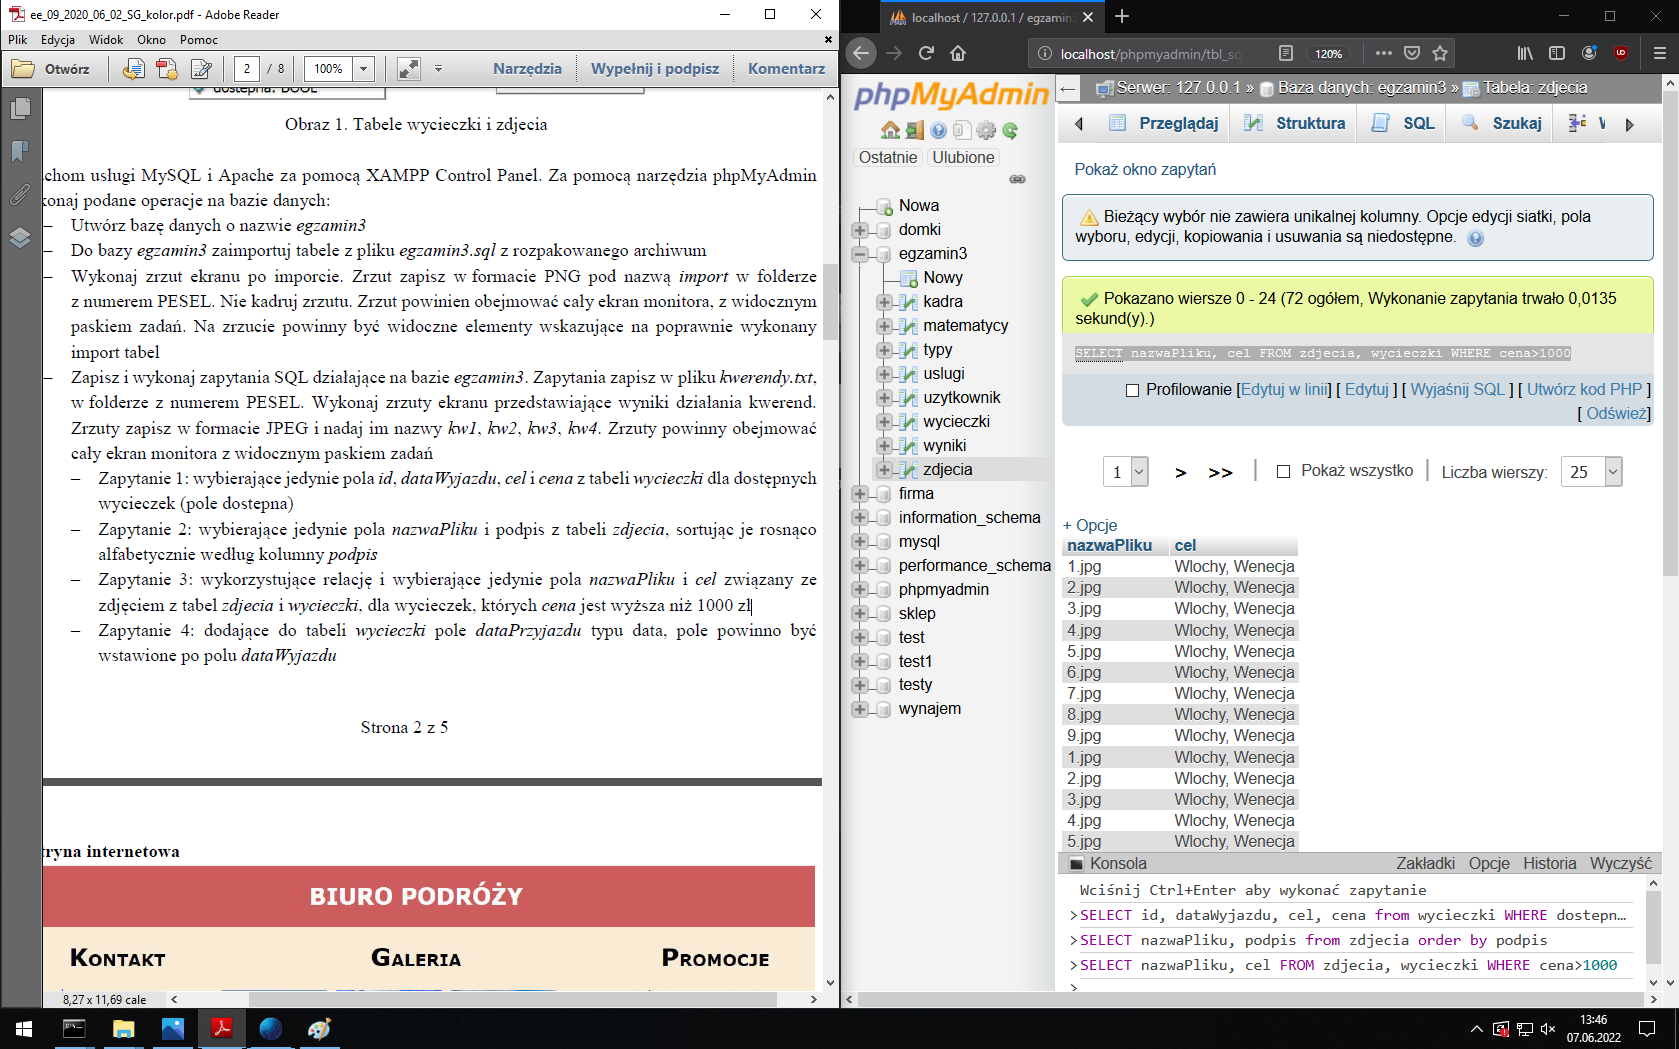 ee_09_2020_06_02_SG_kolor.pdf - Adobe Reader
Plik Edycja Widok Okno Pomoc
Otwórz 2 / 8 100% Narzędzia Wypełnij i podpisz Komentarz
dostępna: BOOL
Obraz 1. Tabele wycieczki i zdjecia
chom usługi MySQL i Apache za pomocą XAMPP Control Panel. Za pomocą narzędzia phpMyAdmin
onaj podane operacje na bazie danych:
– Utwórz bazę danych o nazwie egzamin3
– Do bazy egzamin3 zaimportuj tabele z pliku egzamin3.sql z rozpakowanego archiwum
– Wykonaj zrzut ekranu po imporcie. Zrzut zapisz w formacie PNG pod nazwą import w folderze
z numerem PESEL. Nie kadruj zrzutu. Zrzut powinien obejmować cały ekran monitora, z widocznym
paskiem zadań. Na zrzucie powinny być widoczne elementy wskazujące na poprawnie wykonany
import tabel
– Zapisz i wykonaj zapytania SQL działające na bazie egzamin3. Zapytania zapisz w pliku kwerendy.txt,
w folderze z numerem PESEL. Wykonaj zrzuty ekranu przedstawiające wyniki działania kwerend.
Zrzuty zapisz w formacie JPEG i nadaj im nazwy kw1, kw2, kw3, kw4. Zrzuty powinny obejmować
cały ekran monitora z widocznym paskiem zadań
– Zapytanie 1: wybierające jedynie pola id, dataWyjazdu, cel i cena z tabeli wycieczki dla dostępnych
wycieczek (pole dostepna)
– Zapytanie 2: wybierające jedynie pola nazwaPliku i podpis z tabeli zdjecia, sortując je rosnąco
alfabetycznie według kolumny podpis
– Zapytanie 3: wykorzystujące relację i wybierające jedynie pola nazwaPliku i cel związany ze
zdjęciem z tabel zdjecia i wycieczki, dla wycieczek, których cena jest wyższa niż 1000 zł
– Zapytanie 4: dodające do tabeli wycieczki pole dataPrzyjazdu typu data, pole powinno być
wstawione po polu dataWyjazdu
Strona 2 z 5
tryna internetowa
BIURO PODRÓŻY
KONTAKT GALERIA PROMOCJE
8,27 x 11,69 cale
localhost / 127.0.0.1 / egzamin
localhost/phpmyadmin/tbl_sq 120%
phpMyAdmin
Ostatnie Ulubione
Nowa
domki
egzamin3
Nowy
kadra
matematycy
typy
uslugi
uzytkownik
wycieczki
wyniki
zdjecia
firma
information_schema
mysql
performance_schema
phpmyadmin
sklep
test
test1
testy
wynajem
Serwer: 127.0.0.1 » Baza danych: egzamin3 » Tabela: zdjecia
Przeglądaj Struktura SQL Szukaj
Pokaż okno zapytań
Bieżący wybór nie zawiera unikalnej kolumny. Opcje edycji siatki, pola
wyboru, edycji, kopiowania i usuwania są niedostępne.
Pokazano wiersze 0 - 24 (72 ogółem, Wykonanie zapytania trwało 0,0135
sekund(y).)
SELECT nazwaPliku, cel FROM zdjecia, wycieczki WHERE cena>1000
Profilowanie [Edytuj w linii] [ Edytuj ] [ Wyjaśnij SQL ] [ Utwórz kod PHP ]
[ Odśwież]
1 > >> | Pokaż wszystko | Liczba wierszy: 25
+ Opcje
nazwaPliku cel
1.jpg Wlochy, Wenecja
2.jpg Wlochy, Wenecja
3.jpg Wlochy, Wenecja
4.jpg Wlochy, Wenecja
5.jpg Wlochy, Wenecja
6.jpg Wlochy, Wenecja
7.jpg Wlochy, Wenecja
8.jpg Wlochy, Wenecja
9.jpg Wlochy, Wenecja
1.jpg Wlochy, Wenecja
2.jpg Wlochy, Wenecja
3.jpg Wlochy, Wenecja
4.jpg Wlochy, Wenecja
5.jpg Wlochy, Wenecja
Konsola Zakładki Opcje Historia Wyczyść
Wciśnij Ctrl+Enter aby wykonać zapytanie
>SELECT id, dataWyjazdu, cel, cena from wycieczki WHERE dostepn…
>SELECT nazwaPliku, podpis from zdjecia order by podpis
>SELECT nazwaPliku, cel FROM zdjecia, wycieczki WHERE cena>1000
>
13:46
07.06.2022